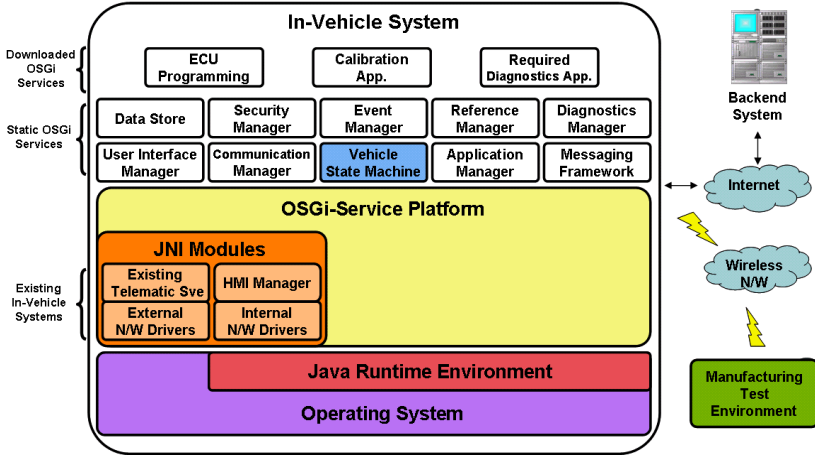 In-Vehicle System
Downloaded
OSGi
Services
ECU
Programming
Calibration
App.
Required
Diagnostics App.
Static OSGi
Services
Data Store
Security
Manager
Event
Manager
Reference
Manager
Diagnostics
Manager
User Interface
Manager
Communication
Manager
Vehicle
State Machine
Application
Manager
Messaging
Framework
OSGi-Service Platform
JNI Modules
Existing
In-Vehicle
Systems
Existing
Telematic Sve
HMI Manager
External
N/W Drivers
Internal
N/W Drivers
Java Runtime Environment
Operating System
Backend
System
Internet
Wireless
N/W
Manufacturing
Test
Environment